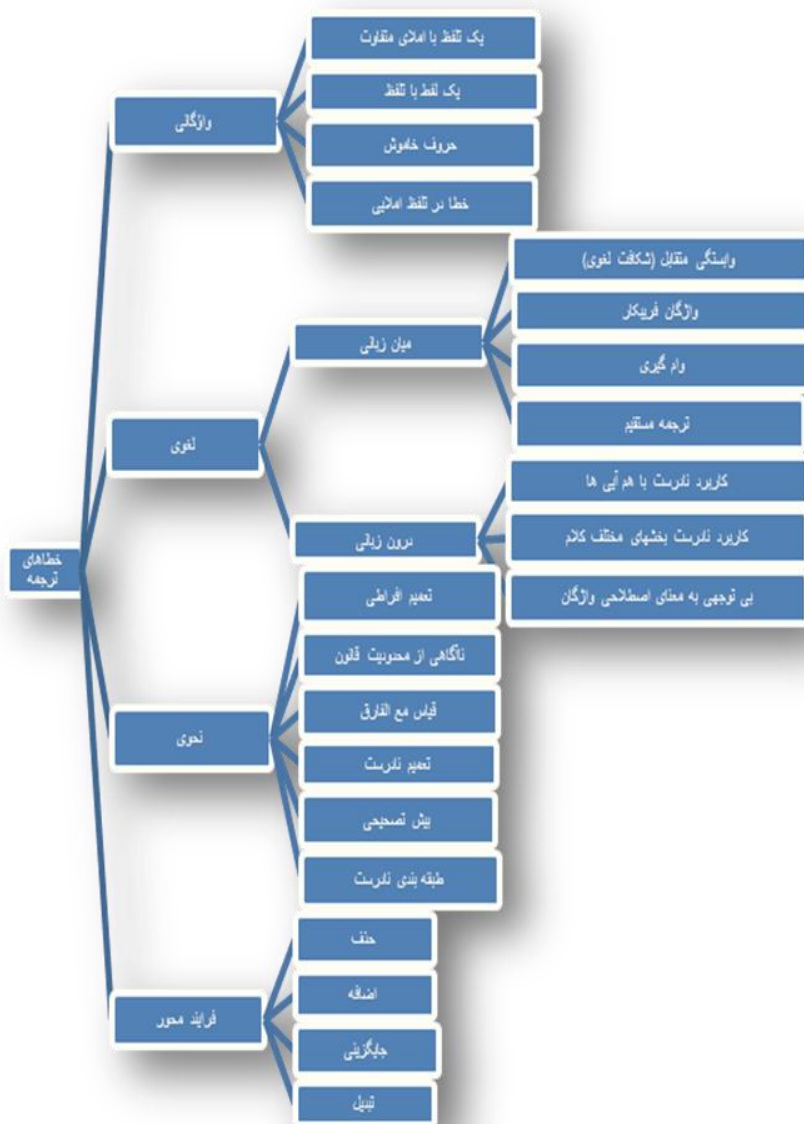 خطاهای
ترجمه
واژگانی
یک تلفظ با املای متفاوت
یک لفظ با تلفظ
حروف خاموش
خطا در تلفظ املایی
لغوی
میان زبانی
وابستگی متقابل (شکافت لغوی)
واژگان فریبکار
وام گیری
ترجمه مستقیم
درون زبانی
کاربرد نادرست با هم آیی ها
کاربرد نادرست بخشهای مختلف کلام
بی توجهی به معنای اصطلاحی واژگان
نحوی
تعمیم افراطی
ناآگاهی از محدودیت قانون
قیاس مع الفارق
تعمیم نادرست
بیش تصحیحی
طبقه بندی نادرست
فرایند محور
حذف
اضافه
جایگزینی
تبدیل